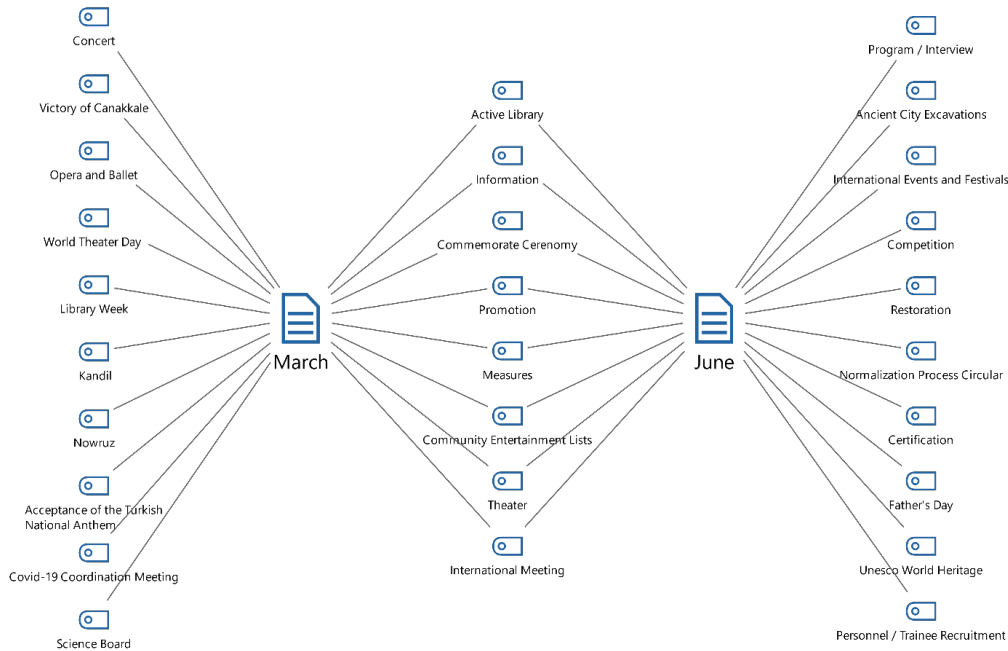 Concert
Victory of Canakkale
Opera and Ballet
World Theater Day
Library Week
Kandil
Nowruz
Acceptance of the Turkish
National Anthem
Covid-19 Coordination Meeting
Science Board
March
Active Library
Information
Commemorate Ceremony
Promotion
Measures
Community Entertainment Lists
Theater
International Meeting
June
Program / Interview
Ancient City Excavations
International Events and Festivals
Competition
Restoration
Normalization Process Circular
Certification
Father's Day
Unesco World Heritage
Personnel / Trainee Recruitment